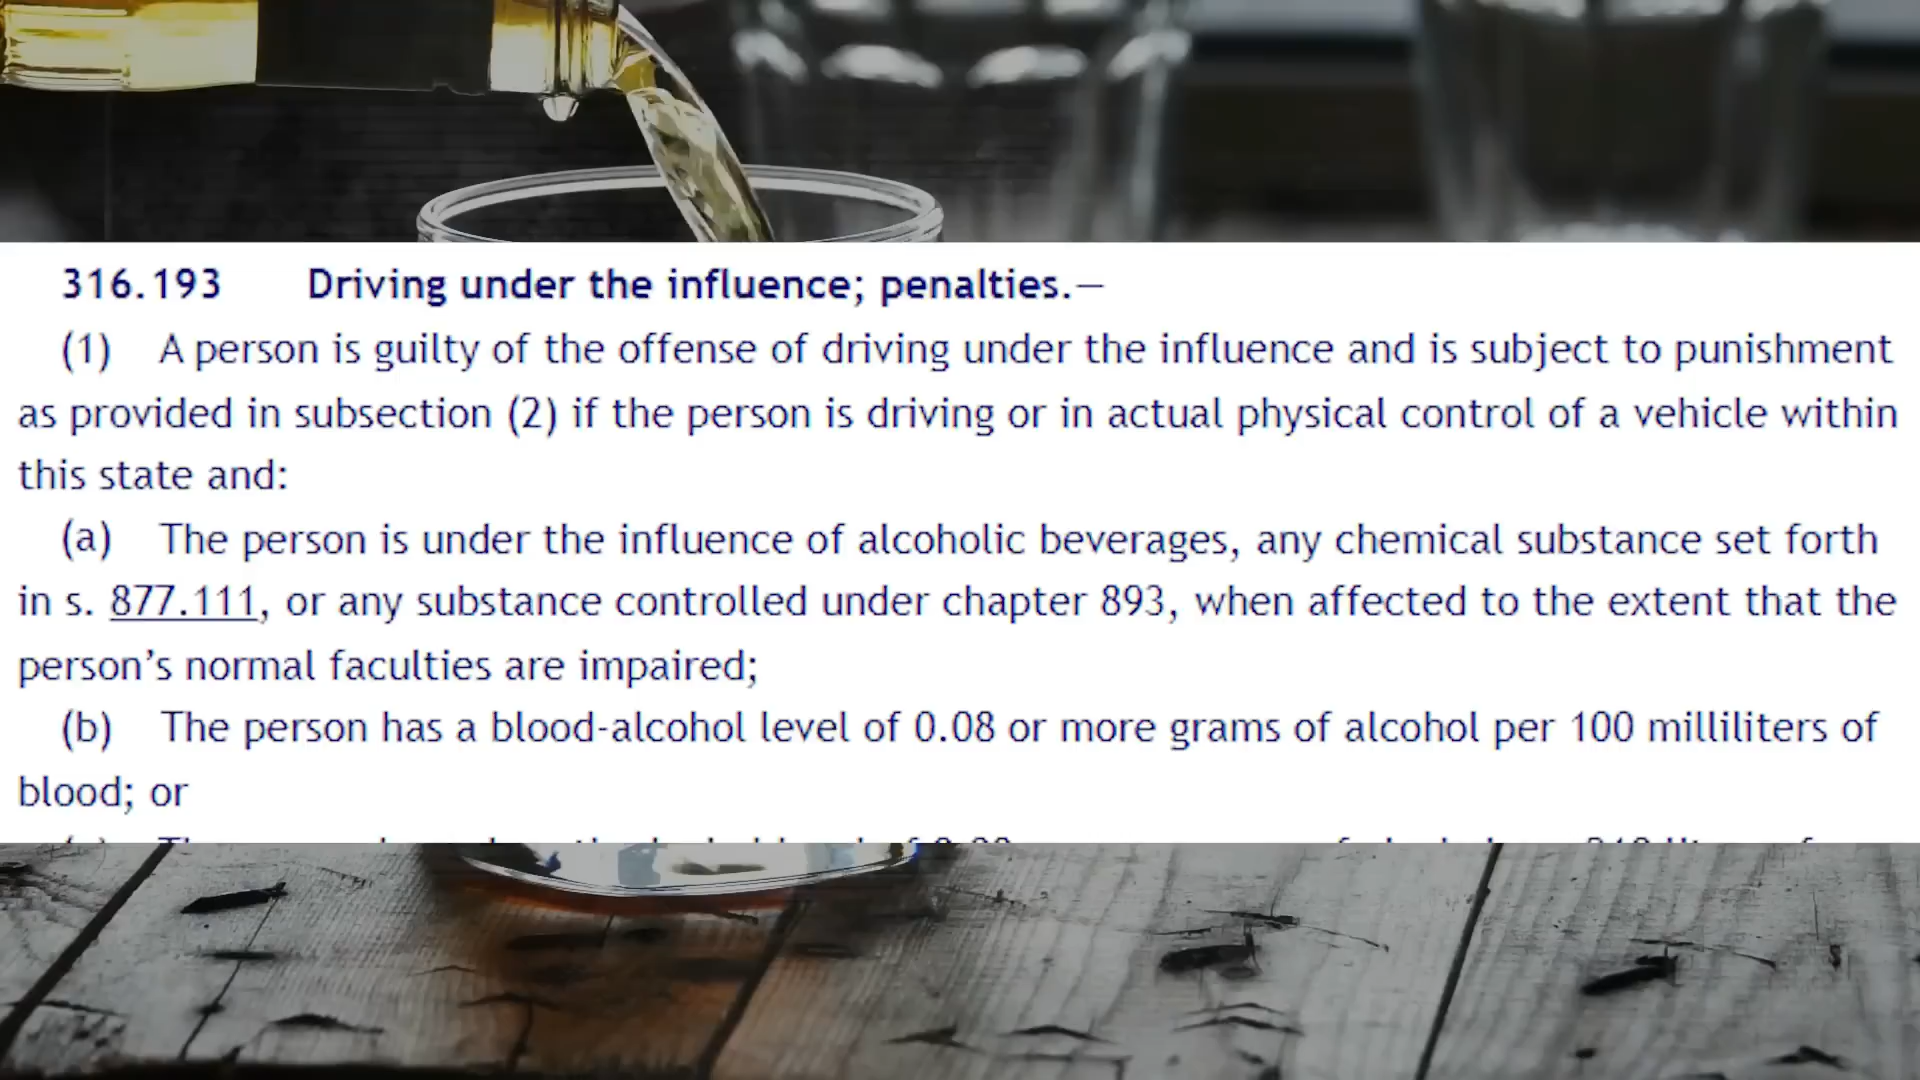 316.193 Driving under the influence; penalties.—
(1) A person is guilty of the offense of driving under the influence and is subject to punishment
as provided in subsection (2) if the person is driving or in actual physical control of a vehicle within
this state and:
(a) The person is under the influence of alcoholic beverages, any chemical substance set forth
in s. 877.111, or any substance controlled under chapter 893, when affected to the extent that the
person’s normal faculties are impaired;
(b) The person has a blood-alcohol level of 0.08 or more grams of alcohol per 100 milliliters of
blood; or